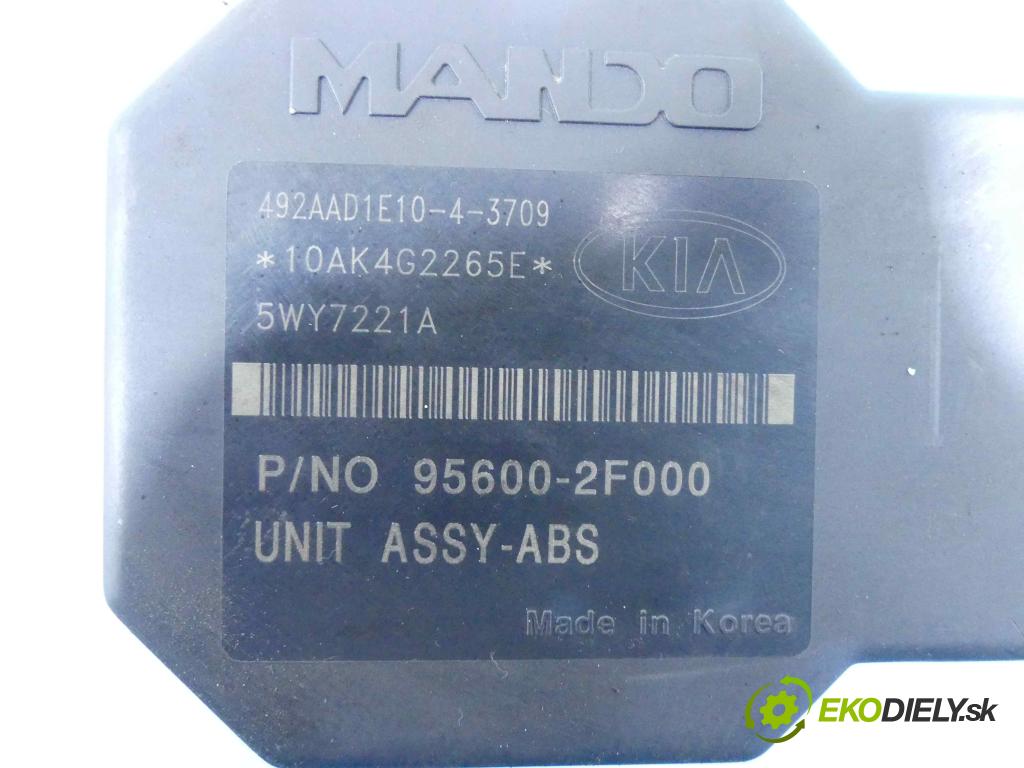 MANDO
492AAD1E10-4-3709
*10AK4G2265E*
KIA
5WY7221A
P/NO 95600-2F000
UNIT ASSY-ABS
Made in Korea
EKODIELY.sk